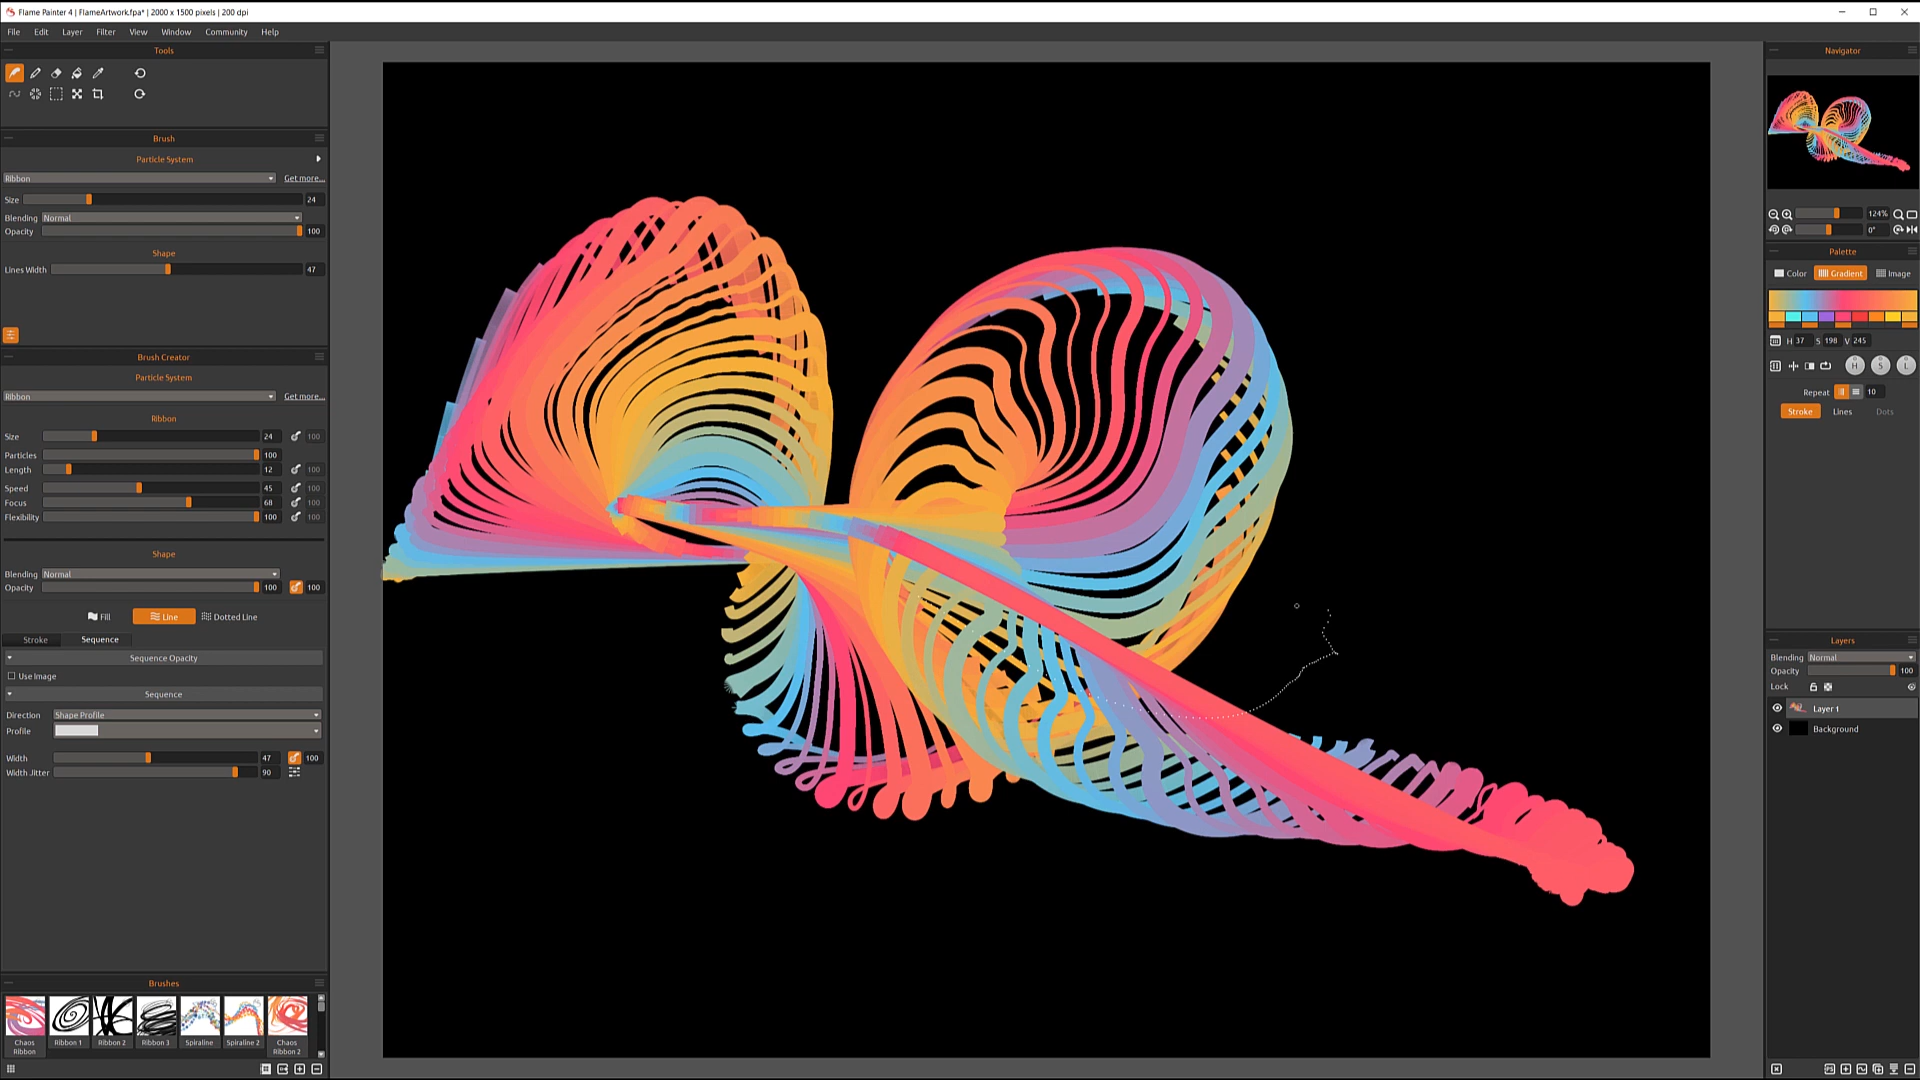 Flame Painter 4 | FlameArtwork.fpa* | 2000 x 1500 pixels | 200 dpi
File Edit Layer Filter View Window Community Help
Tools
Brush
Particle System
Ribbon Get more...
Size 24
Blending Normal
Opacity 100
Shape
Lines Width 47
Brush Creator
Particle System
Ribbon Get more...
Ribbon
Size 24 100
Particles 100
Length 12 100
Speed 45 100
Focus 68 100
Flexibility 100 100
Shape
Blending Normal
Opacity 100 100
Fill Line Dotted Line
Stroke Sequence
Sequence Opacity
Use Image
Sequence
Direction Shape Profile
Profile
Width 47 100
Width Jitter 90
Brushes
Chaos Ribbon
Ribbon 1
Ribbon 2
Ribbon 3
Spiraline
Spiraline 2
Chaos Ribbon 2
Navigator
124%
0°
Palette
Color Gradient Image
H 37 S 198 V 245
H S L
Repeat 10
Stroke Lines Dots
Layers
Blending Normal
Opacity 100
Lock
Layer 1
Background